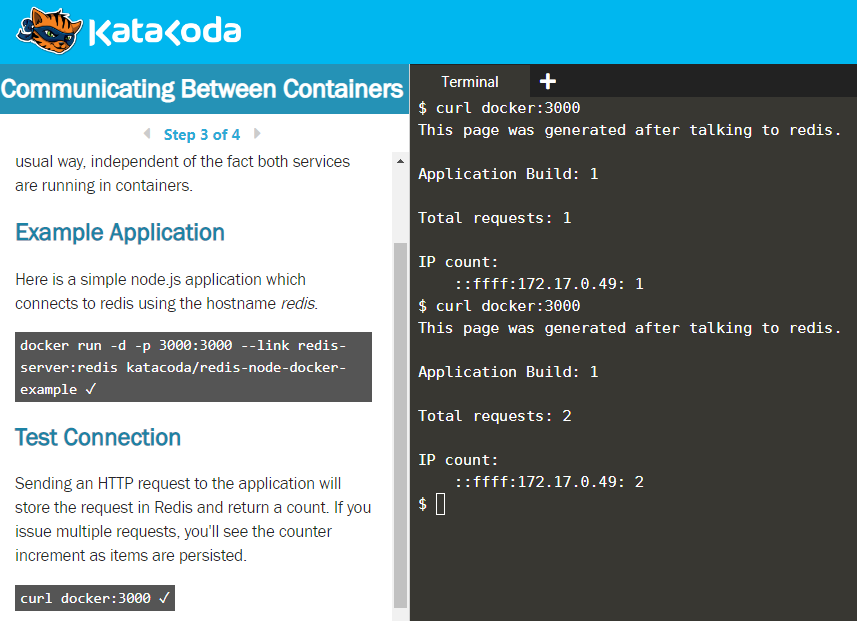 Katacoda
Communicating Between Containers
Step 3 of 4
usual way, independent of the fact both services
are running in containers.
Example Application
Here is a simple node.js application which
connects to redis using the hostname redis.
docker run -d -p 3000:3000 --link redis-
server:redis katacoda/redis-node-docker-
example ✓
Test Connection
Sending an HTTP request to the application will
store the request in Redis and return a count. If you
issue multiple requests, you'll see the counter
increment as items are persisted.
curl docker:3000 ✓
Terminal
$ curl docker:3000
This page was generated after talking to redis.
Application Build: 1
Total requests: 1
IP count:
::ffff:172.17.0.49: 1
$ curl docker:3000
This page was generated after talking to redis.
Application Build: 1
Total requests: 2
IP count:
::ffff:172.17.0.49: 2
$